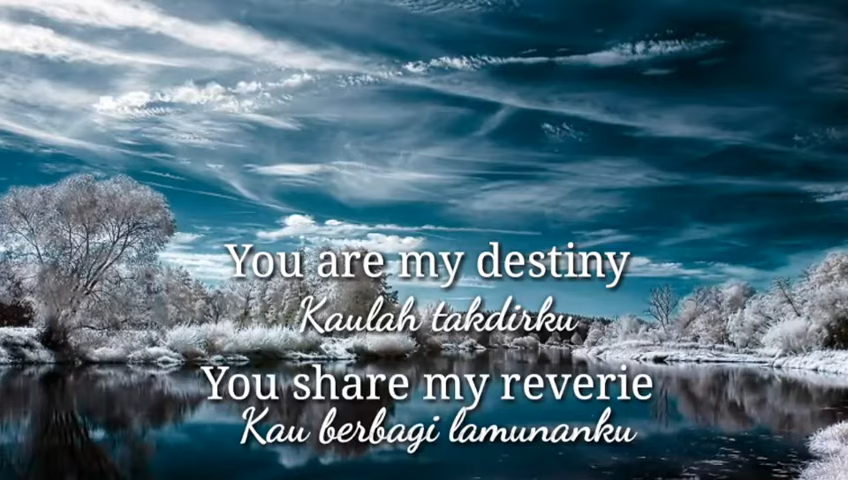 You are my destiny
Kaulah takdirku
You share my reverie
Kau berbagi lamunanku